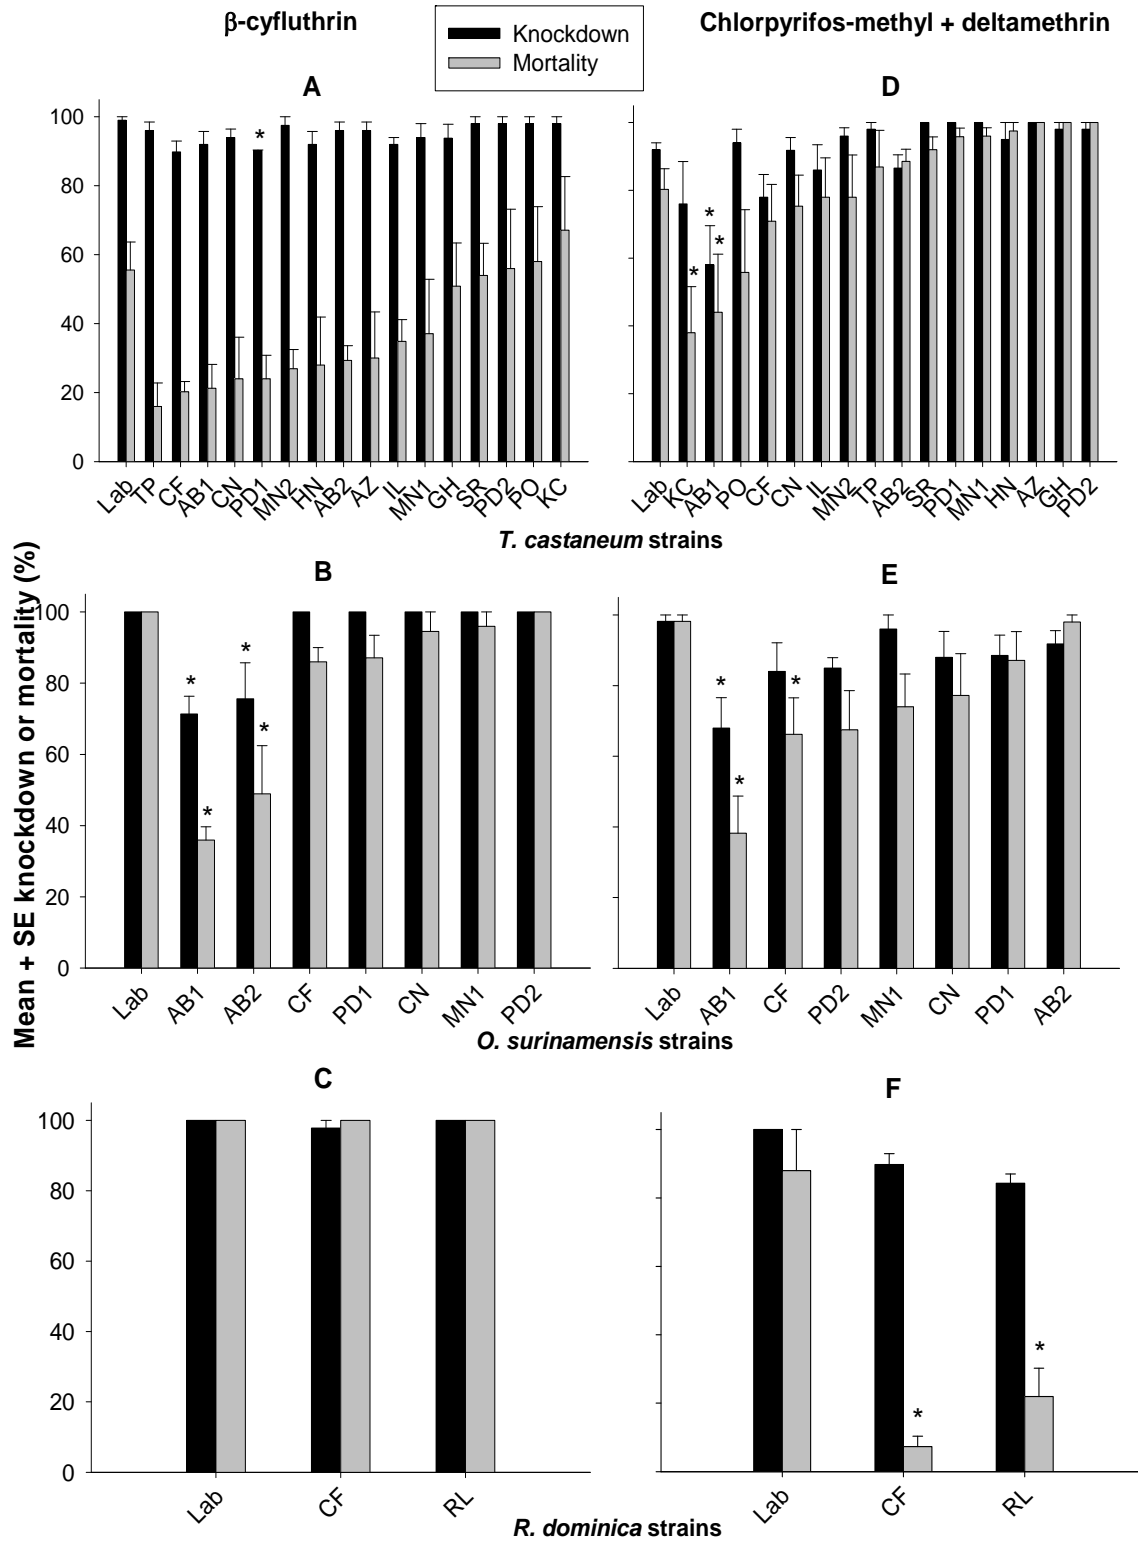 β-cyfluthrin
Chlorpyrifos-methyl + deltamethrin
Knockdown
Mortality
Mean + SE knockdown or mortality (%)
A
100
80
60
40
20
0
*
Lab TP CF AB1 CN PD1 MN2 HN AB2 AZ IL MN1 GH SR PD2 PO KC
D
* * *
Lab KC AB1 PO CF CN IL MN2 TP AB2 SR PD1 MN1 HN AZ GH PD2
T. castaneum strains
B
100
80
60
40
20
0
* * * *
Lab AB1 AB2 CF PD1 CN MN1 PD2
E
* * * *
Lab AB1 CF PD2 MN1 CN PD1 AB2
O. surinamensis strains
C
100
80
60
40
20
0
Lab CF RL
F
* *
Lab CF RL
R. dominica strains